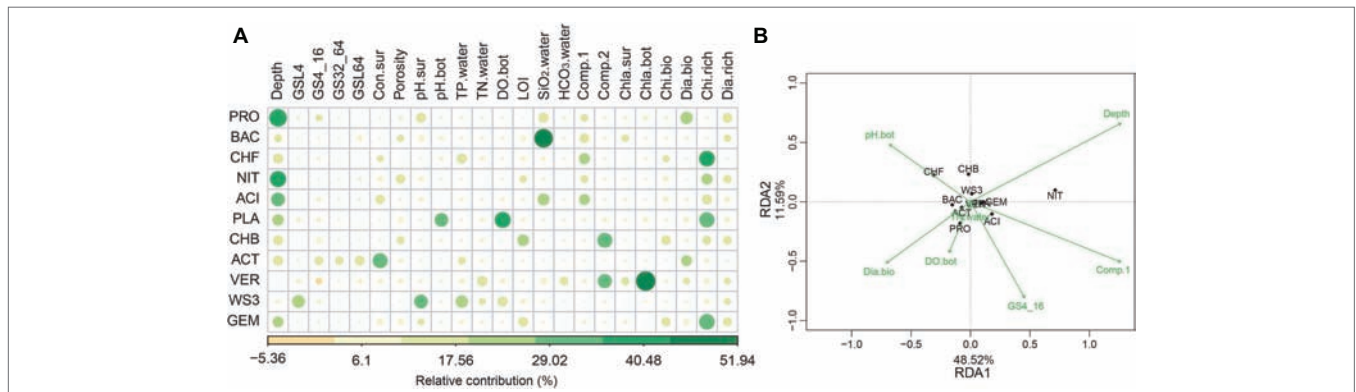 A
Depth GSL4 GS4_16 GS32_64 GSL64 Con.sur Porosity pH.sur pH.bot TP.water TN.water DO.bot LOI SiO₂.water HCO₃.water Comp.1 Comp.2 Chla.sur Chla.bot Chi.bio Dia.bio Chi.rich Dia.rich
PRO
BAC
CHF
NIT
ACI
PLA
CHB
ACT
VER
WS3
GEM
−5.36 6.1 17.56 29.02 40.48 51.94
Relative contribution (%)
B
1.0
0.5
0.0
−0.5
−1.0
RDA2
11.59%
Depth
pH.bot
CHF
CHB
WS3
NIT
BAC
GEM
ACT
ACI
PRO
Dia.bio
DO.bot
Comp.1
GS4_16
−1.0 −0.5 0.0 0.5 1.0
48.52%
RDA1